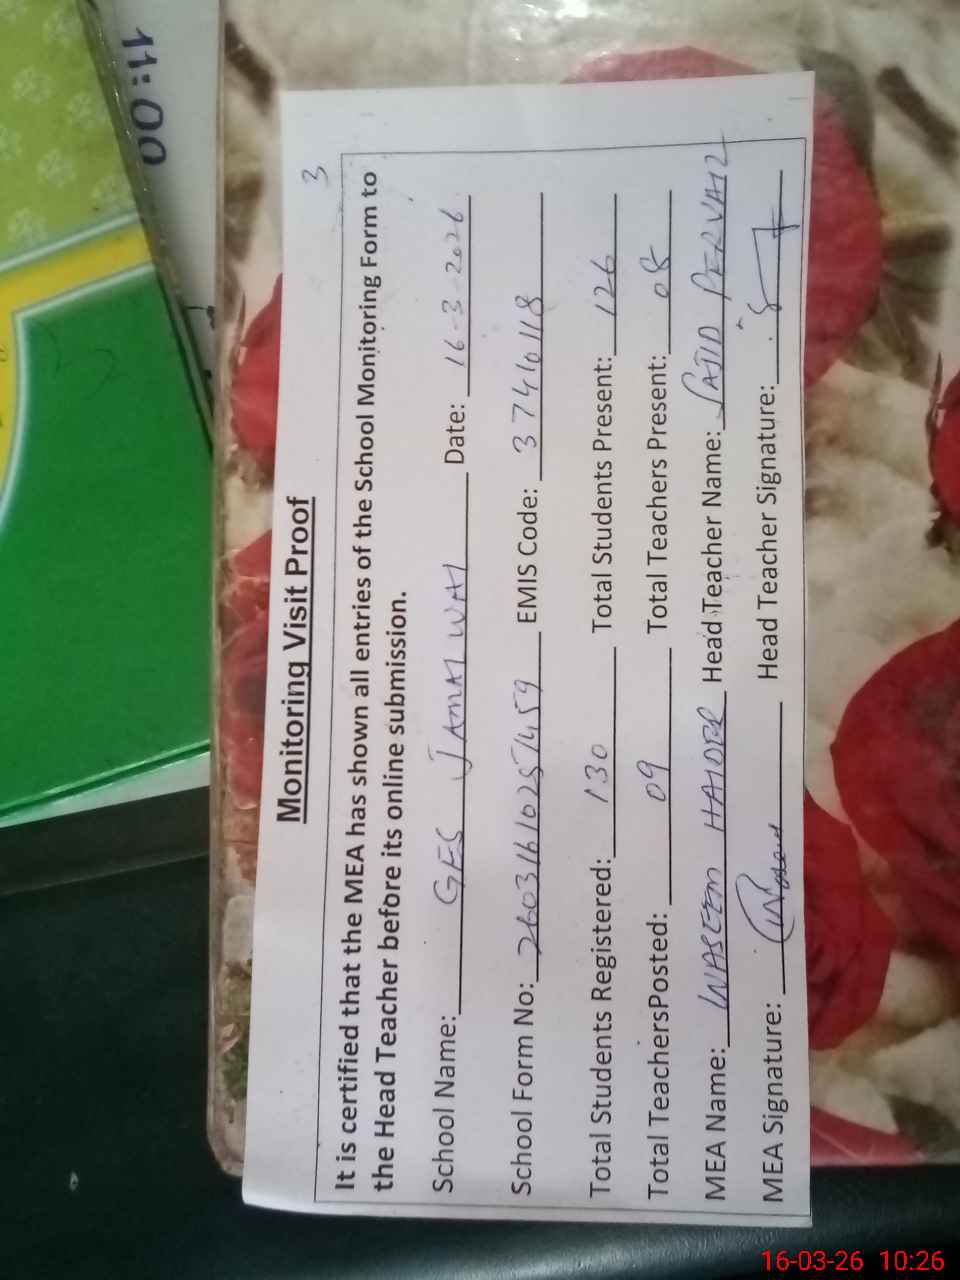 11:00
3
Monitoring Visit Proof
It is certified that the MEA has shown all entries of the School Monitoring Form to
the Head Teacher before its online submission.
School Name: GES JAMAL WAL Date: 16-3-2026
School Form No: EMIS Code: 37410118
Total Students Registered: 130 Total Students Present: 126
Total TeachersPosted: 09 Total Teachers Present: 08
MEA Name: WASEEM HAIDER Head Teacher Name: SAJID PERVAIZ
MEA Signature: Head Teacher Signature:
16-03-26 10:26